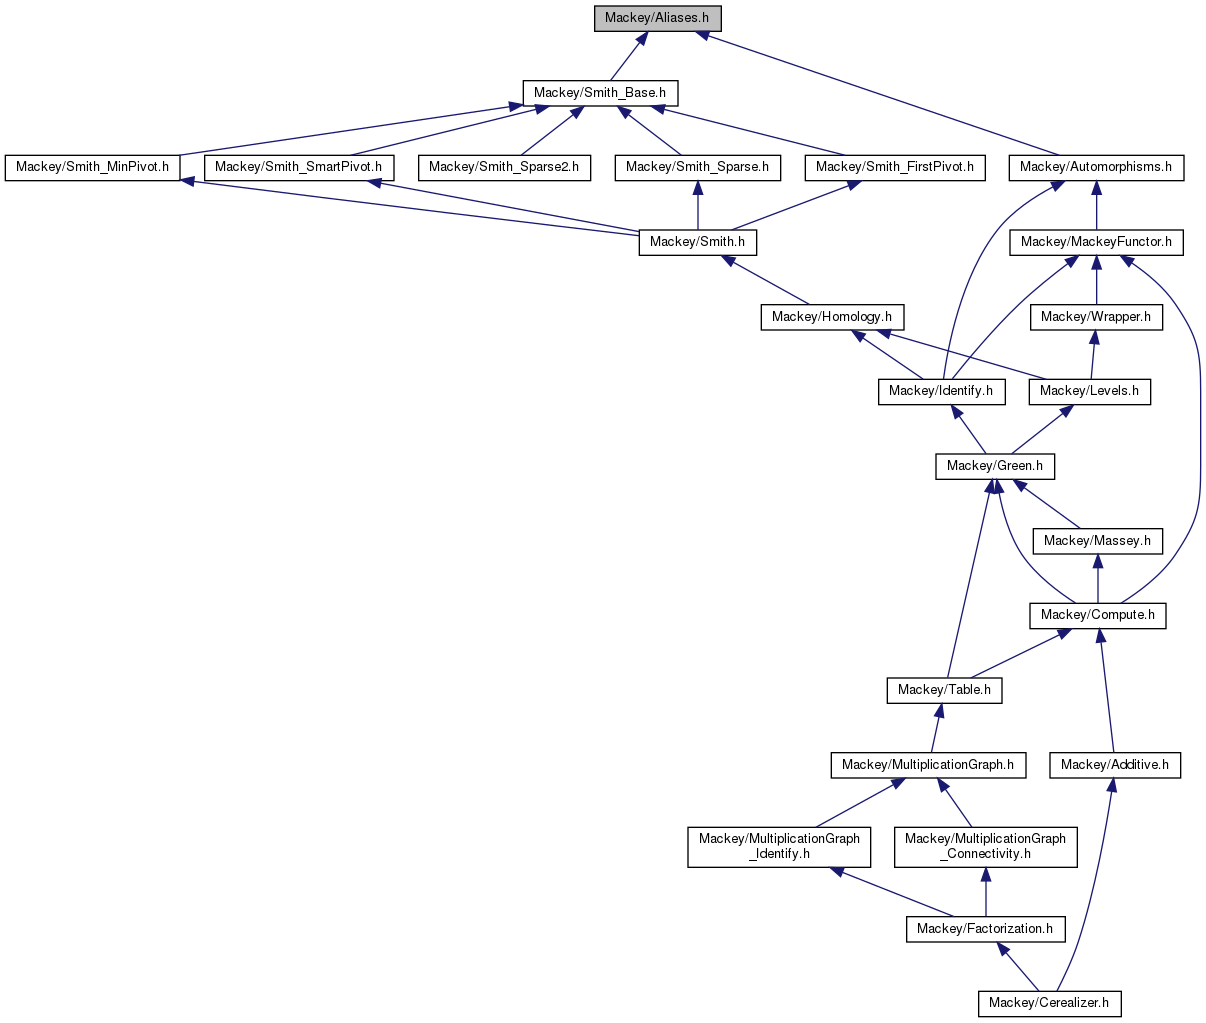 Mackey/Aliases.h
Mackey/Smith_Base.h
Mackey/Smith_MinPivot.h
Mackey/Smith_SmartPivot.h
Mackey/Smith_Sparse2.h
Mackey/Smith_Sparse.h
Mackey/Smith_FirstPivot.h
Mackey/Automorphisms.h
Mackey/Smith.h
Mackey/MackeyFunctor.h
Mackey/Homology.h
Mackey/Wrapper.h
Mackey/Identify.h
Mackey/Levels.h
Mackey/Green.h
Mackey/Massey.h
Mackey/Compute.h
Mackey/Table.h
Mackey/MultiplicationGraph.h
Mackey/Additive.h
Mackey/MultiplicationGraph
_Identify.h
Mackey/MultiplicationGraph
_Connectivity.h
Mackey/Factorization.h
Mackey/Cerealizer.h